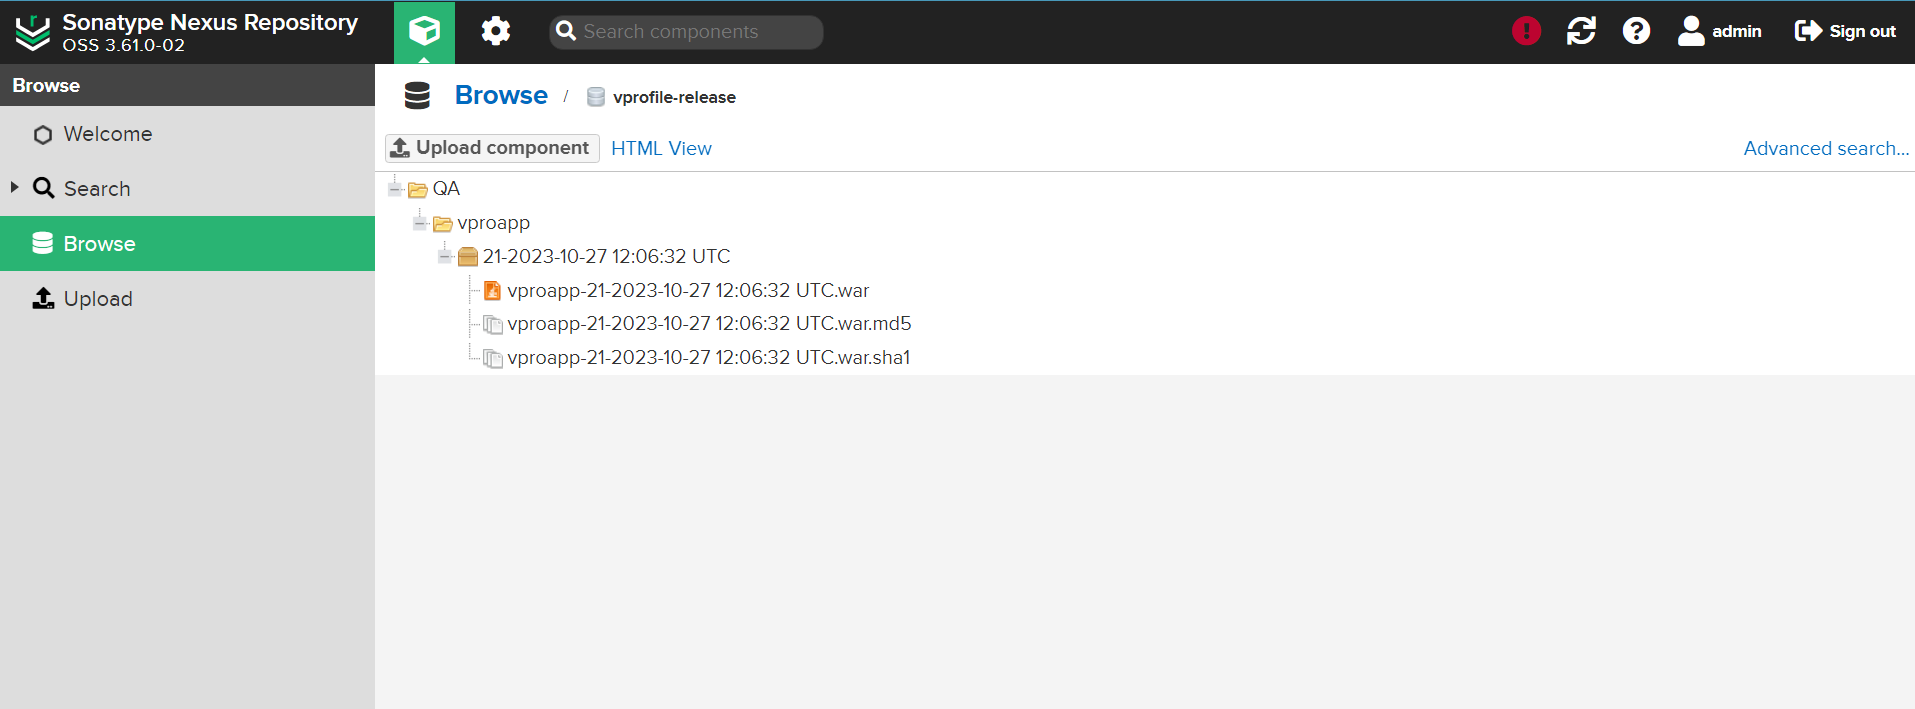 Sonatype Nexus Repository
OSS 3.61.0-02
Search components
admin
Sign out
Browse
Welcome
Search
Browse
Upload
Browse / vprofile-release
Upload component HTML View Advanced search...
QA
vproapp
21-2023-10-27 12:06:32 UTC
vproapp-21-2023-10-27 12:06:32 UTC.war
vproapp-21-2023-10-27 12:06:32 UTC.war.md5
vproapp-21-2023-10-27 12:06:32 UTC.war.sha1